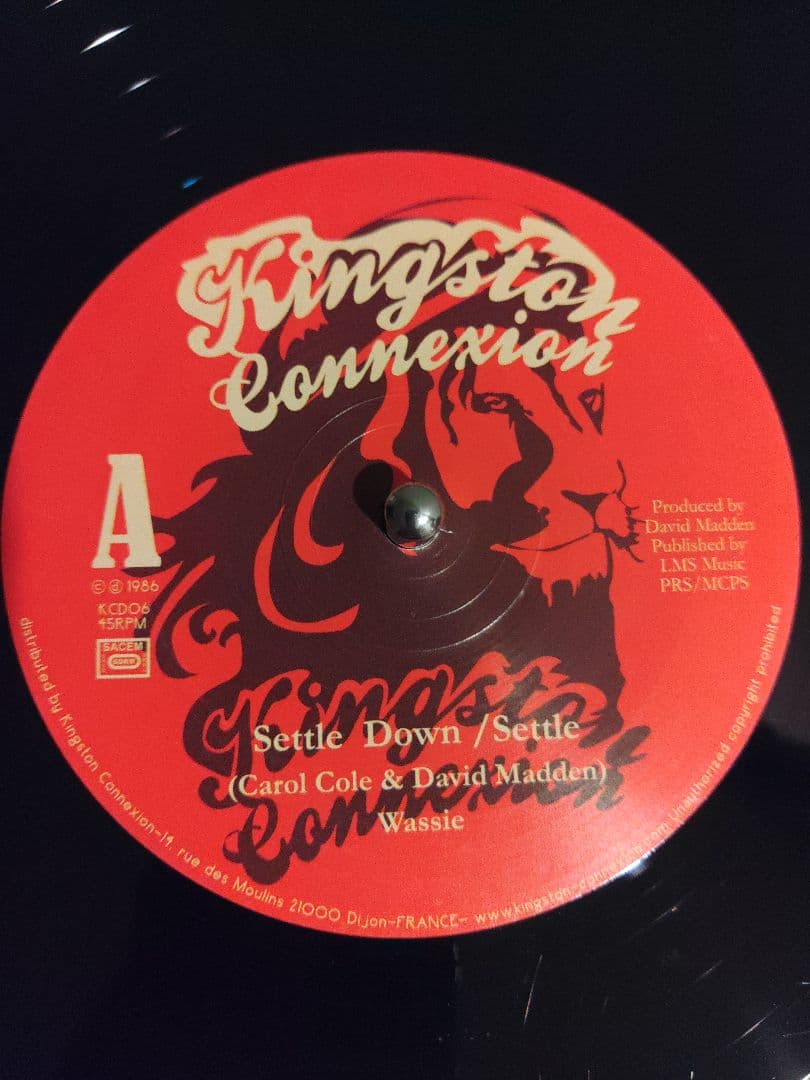 Kingston
Connexion
A
© ⓓ 1986
KCD06
45RPM
SACEM
SDRM
Produced by
David Madden
Published by
LMS Music
PRS/MCPS
Kingston
Connexion
Settle Down /Settle
(Carol Cole & David Madden)
Wassie
distributed by Kingston Connexion-14, rue des Moulins 21000 Dijon-FRANCE- www.kingston-connexion.com Unauthorized copyright prohibited